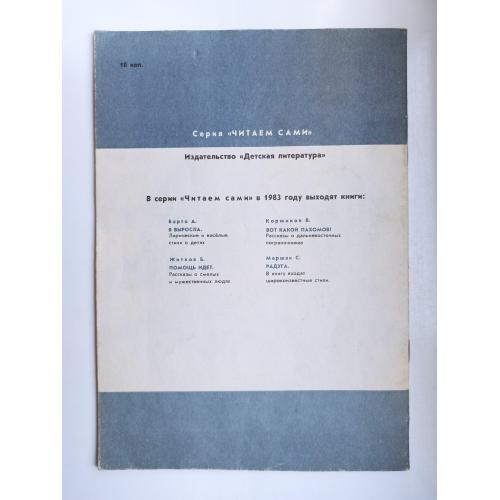 10 коп.
Серия «ЧИТАЕМ САМИ»
Издательство «Детская литература»
В серии «Читаем сами» в 1983 году выходят книги:
Барто А.
Я ВЫРОСЛА.
Лирические и весёлые
стихи о детях
Житков Б.
ПОМОЩЬ ИДЕТ.
Рассказы о смелых
и мужественных людях
Коржиков В.
ВОТ КАКОЙ ПАХОМОВ!
Рассказы о дальневосточных
пограничниках
Маршак С.
РАДУГА.
В книгу входят
широкоизвестные стихи.